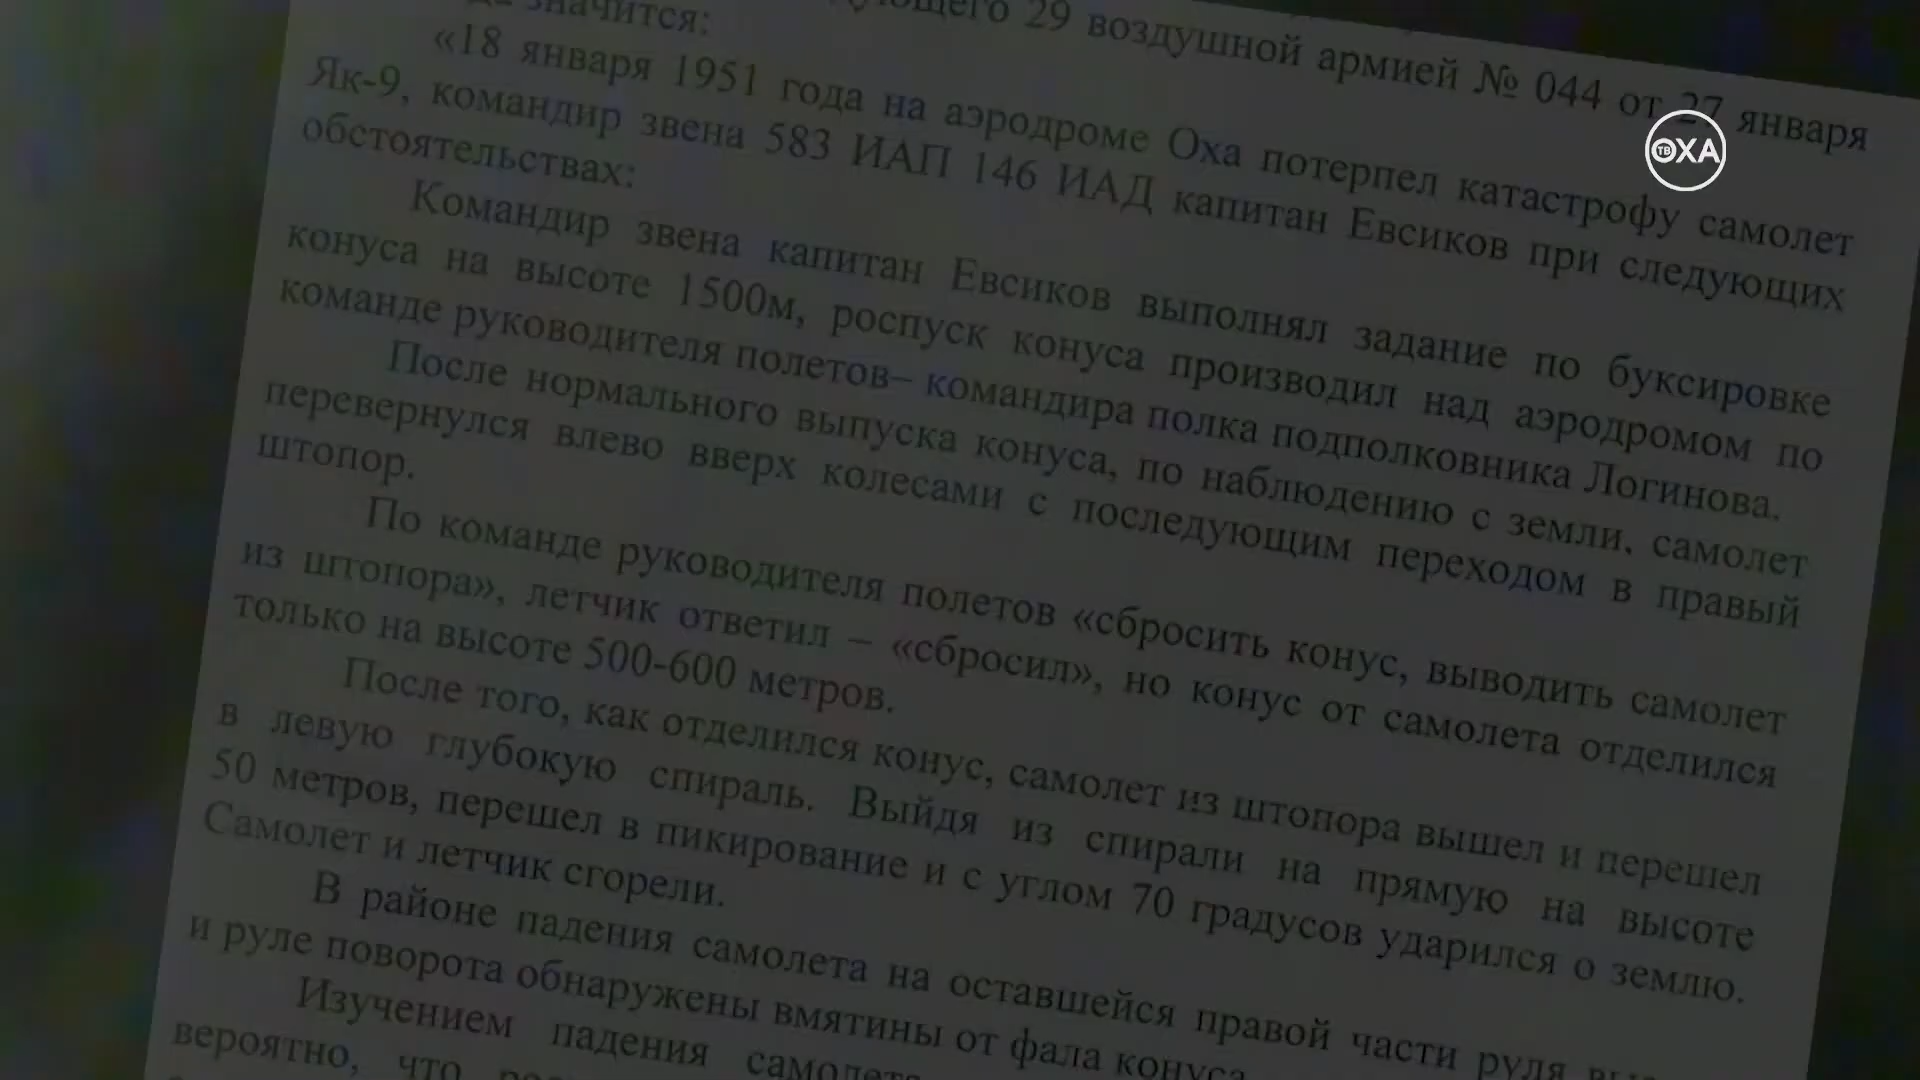 значится:
29 воздушной армией № 044 от 27 января
«18 января 1951 года на аэродроме Оха потерпел катастрофу самолет
Як-9, командир звена 583 ИАП 146 ИАД капитан Евсиков при следующих
обстоятельствах:
Командир звена капитан Евсиков выполнял задание по буксировке
конуса на высоте 1500м, роспуск конуса производил над аэродромом по
команде руководителя полетов– командира полка подполковника Логинова.
После нормального выпуска конуса, по наблюдению с земли, самолет
перевернулся влево вверх колесами с последующим переходом в правый
штопор.
По команде руководителя полетов «сбросить конус, выводить самолет
из штопора», летчик ответил – «сбросил», но конус от самолета отделился
только на высоте 500-600 метров.
После того, как отделился конус, самолет из штопора вышел и перешел
в левую глубокую спираль. Выйдя из спирали на прямую на высоте
50 метров, перешел в пикирование и с углом 70 градусов ударился о землю.
Самолет и летчик сгорели.
В районе падения самолета на оставшейся правой части руля
и руле поворота обнаружены вмятины от фала конуса
Изучением падения самолета
вероятно, что
ТВ ОХА